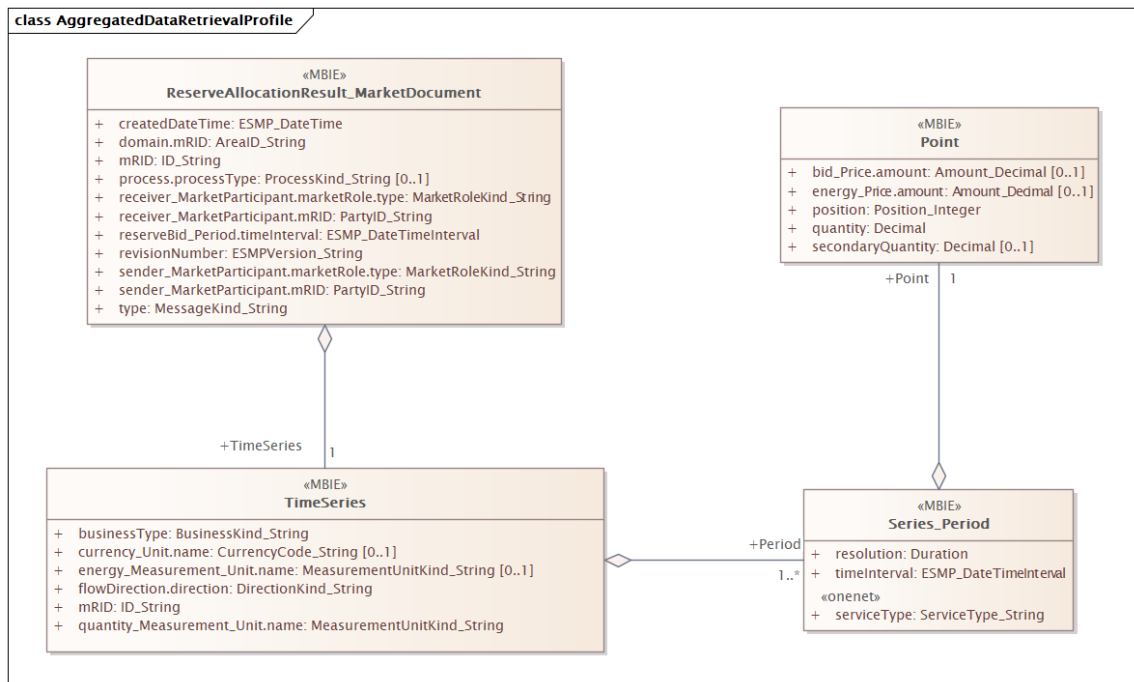 class AggregatedDataRetrievalProfile
«MBIE»
ReserveAllocationResult_MarketDocument
+ createdDateTime: ESMP_DateTime
+ domain.mRID: AreaID_String
+ mRID: ID_String
+ process.processType: ProcessKind_String [0..1]
+ receiver_MarketParticipant.marketRole.type: MarketRoleKind_String
+ receiver_MarketParticipant.mRID: PartyID_String
+ reserveBid_Period.timeInterval: ESMP_DateTimeInterval
+ revisionNumber: ESMPVersion_String
+ sender_MarketParticipant.marketRole.type: MarketRoleKind_String
+ sender_MarketParticipant.mRID: PartyID_String
+ type: MessageKind_String
«MBIE»
Point
+ bid_Price.amount: Amount_Decimal [0..1]
+ energy_Price.amount: Amount_Decimal [0..1]
+ position: Position_Integer
+ quantity: Decimal
+ secondaryQuantity: Decimal [0..1]
+Point 1
+TimeSeries 1
«MBIE»
TimeSeries
+ businessType: BusinessKind_String
+ currency_Unit.name: CurrencyCode_String [0..1]
+ energy_Measurement_Unit.name: MeasurementUnitKind_String [0..1]
+ flowDirection.direction: DirectionKind_String
+ mRID: ID_String
+ quantity_Measurement_Unit.name: MeasurementUnitKind_String
+Period
1..*
«MBIE»
Series_Period
+ resolution: Duration
+ timeInterval: ESMP_DateTimeInterval
«onenet»
+ serviceType: ServiceType_String